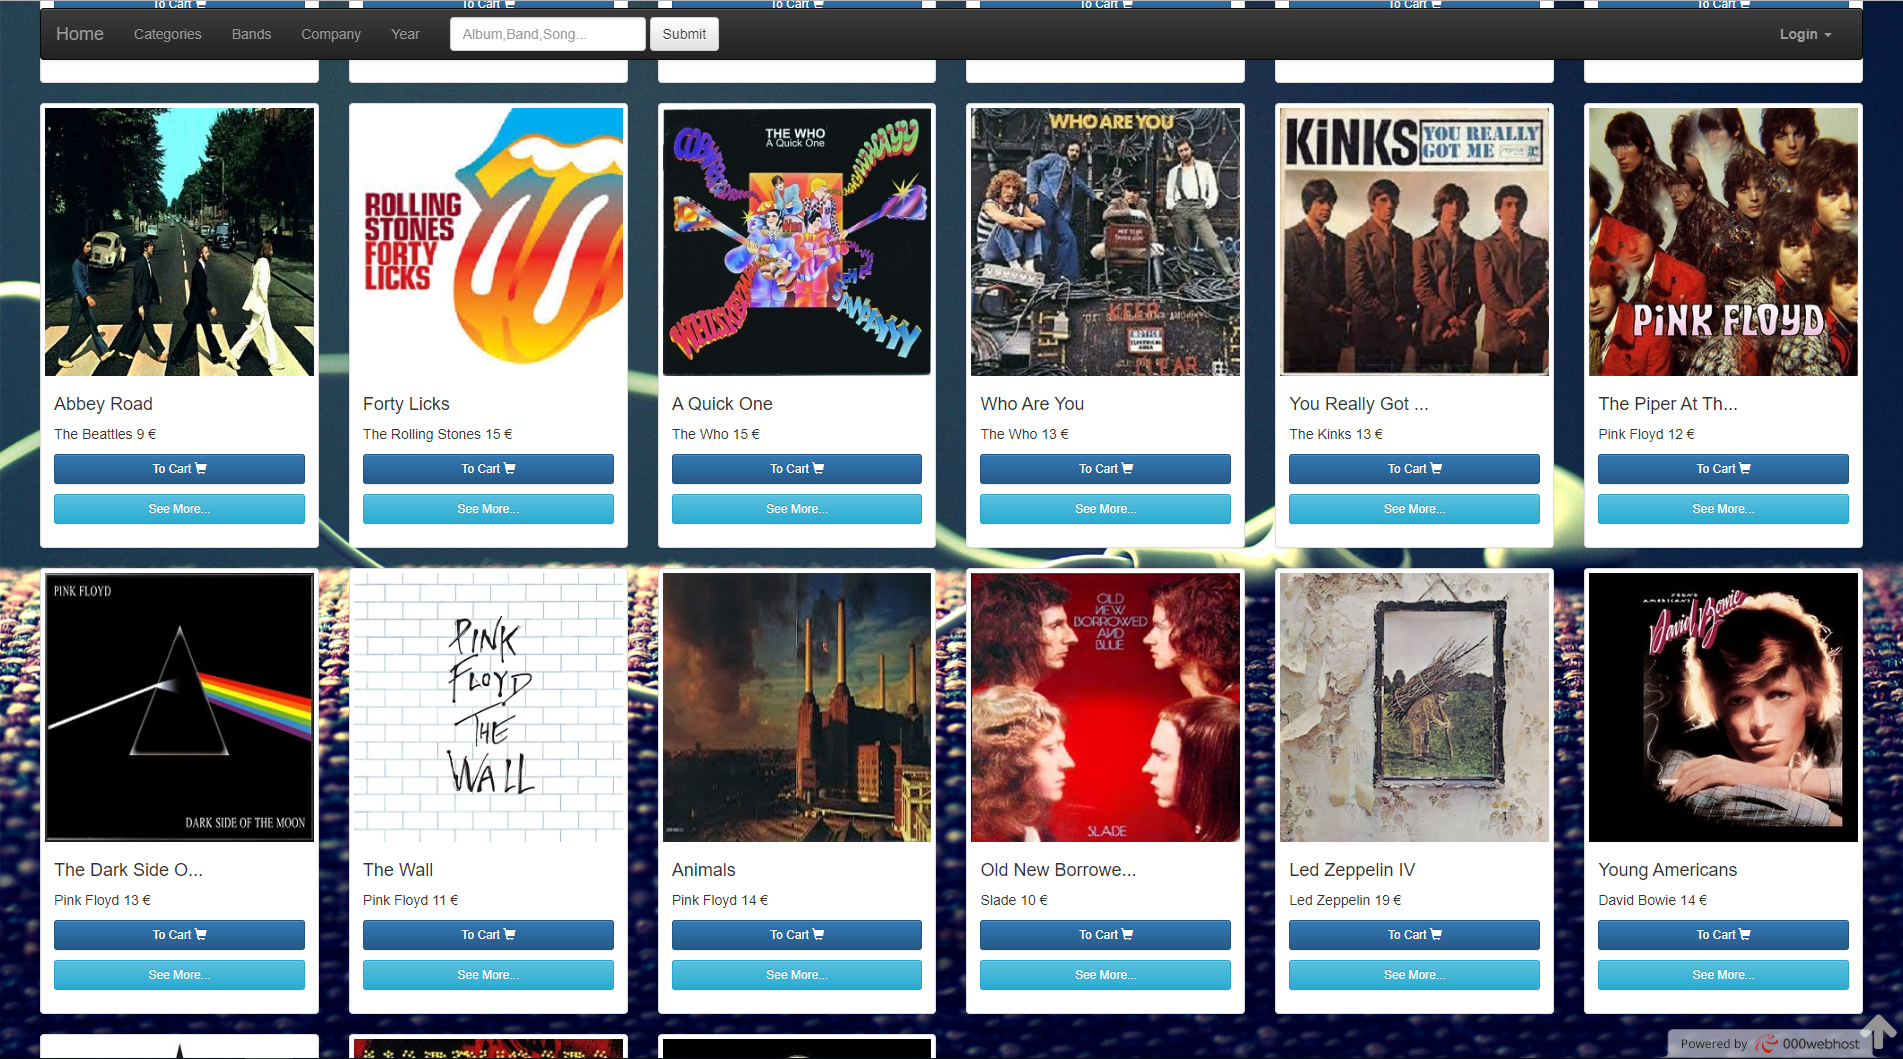 To Cart To Cart To Cart To Cart To Cart To Cart
Home Categories Bands Company Year Album,Band,Song... Submit Login
ROLLING
STONES
FORTY
LICKS
THE WHO
A Quick One
WHO ARE YOU
KEEP
CLEAR
KINKS
YOU REALLY
GOT ME
PINK FLOYD
Abbey Road
The Beattles 9 €
To Cart
See More...
Forty Licks
The Rolling Stones 15 €
To Cart
See More...
A Quick One
The Who 15 €
To Cart
See More...
Who Are You
The Who 13 €
To Cart
See More...
You Really Got ...
The Kinks 13 €
To Cart
See More...
The Piper At Th...
Pink Floyd 12 €
To Cart
See More...
PINK FLOYD
DARK SIDE OF THE MOON
PINK
FLOYD
THE
WALL
OLD
NEW
BORROWED
AND
BLUE
SLADE
YOUNG
AMERICANS
David Bowie
The Dark Side O...
Pink Floyd 13 €
To Cart
See More...
The Wall
Pink Floyd 11 €
To Cart
See More...
Animals
Pink Floyd 14 €
To Cart
See More...
Old New Borrowe...
Slade 10 €
To Cart
See More...
Led Zeppelin IV
Led Zeppelin 19 €
To Cart
See More...
Young Americans
David Bowie 14 €
To Cart
See More...
Powered by 000webhost